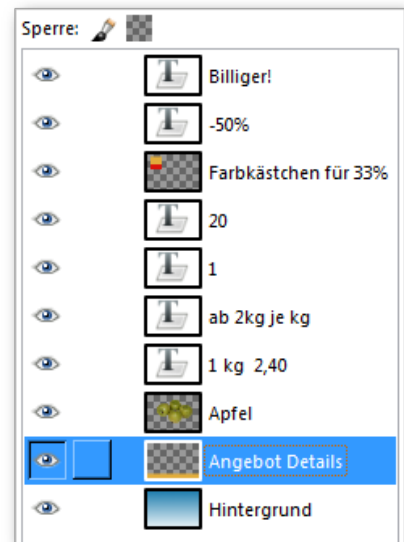 Sperre:
Billiger!
-50%
Farbkästchen für 33%
20
1
ab 2kg je kg
1 kg  2,40
Apfel
Angebot Details
Hintergrund